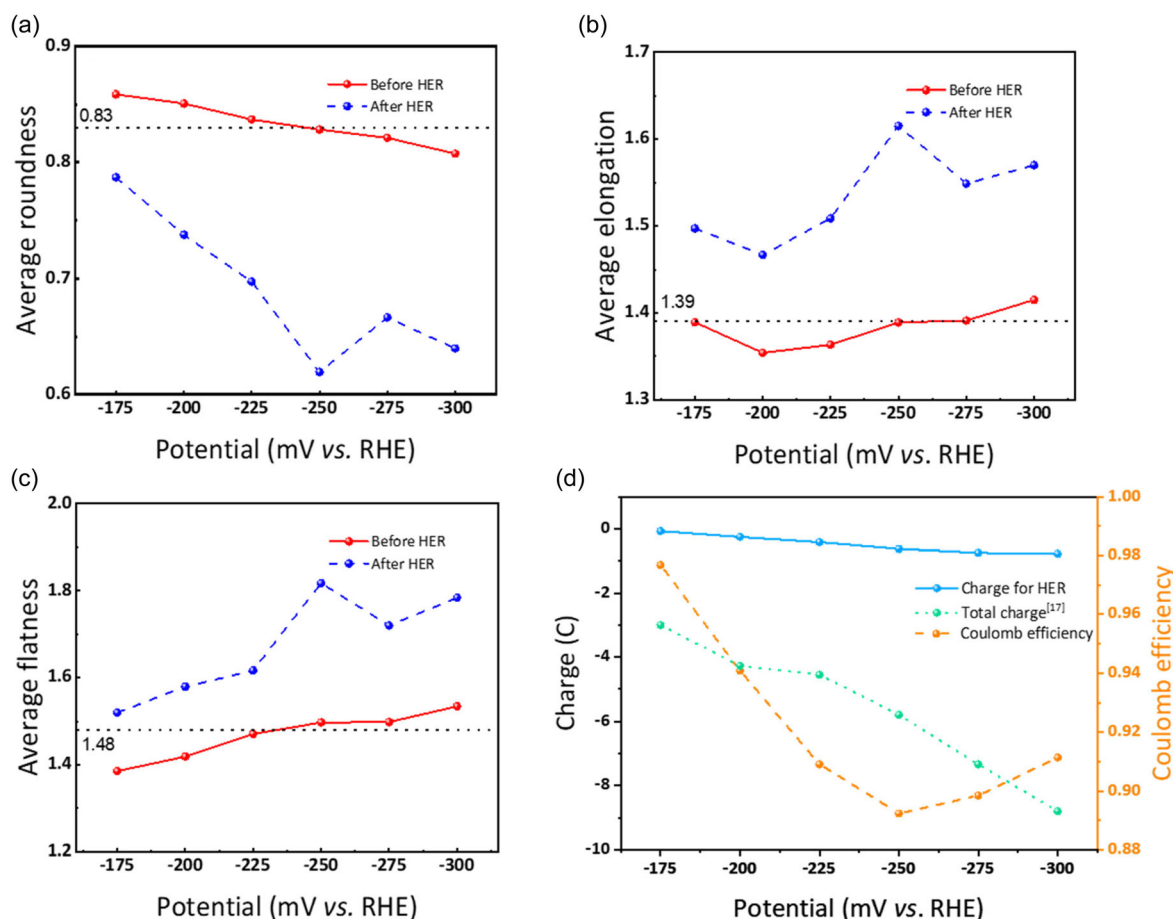 (a)
0.9
0.8
0.7
0.6
Average roundness
Before HER
After HER
0.83
-175 -200 -225 -250 -275 -300
Potential (mV vs. RHE)
(b)
1.7
1.6
1.5
1.4
1.3
Average elongation
Before HER
After HER
1.39
-175 -200 -225 -250 -275 -300
Potential (mV vs. RHE)
(c)
2.0
1.8
1.6
1.4
1.2
Average flatness
Before HER
After HER
1.48
-175 -200 -225 -250 -275 -300
Potential (mV vs. RHE)
(d)
0
-2
-4
-6
-8
-10
Charge (C)
Charge for HER
Total charge[17]
Coulomb efficiency
1.00
0.98
0.96
0.94
0.92
0.90
0.88
Coulomb efficiency
-175 -200 -225 -250 -275 -300
Potential (mV vs. RHE)